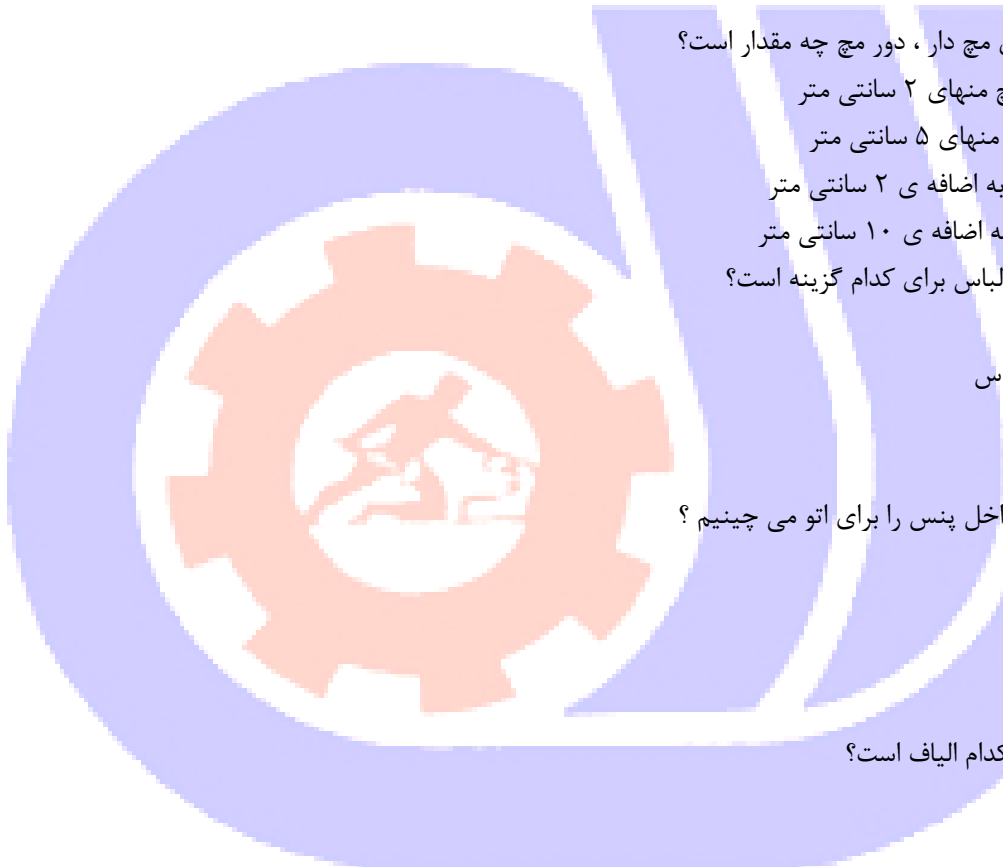 مچ دار ، دور مچ چه مقدار است؟
منهای ۲ سانتی متر
منهای ۵ سانتی متر
به اضافه ی ۲ سانتی متر
اضافه ی ۱۰ سانتی متر
لباس برای کدام گزینه است؟
پنس را برای اتو می چینیم ؟
کدام الیاف است؟